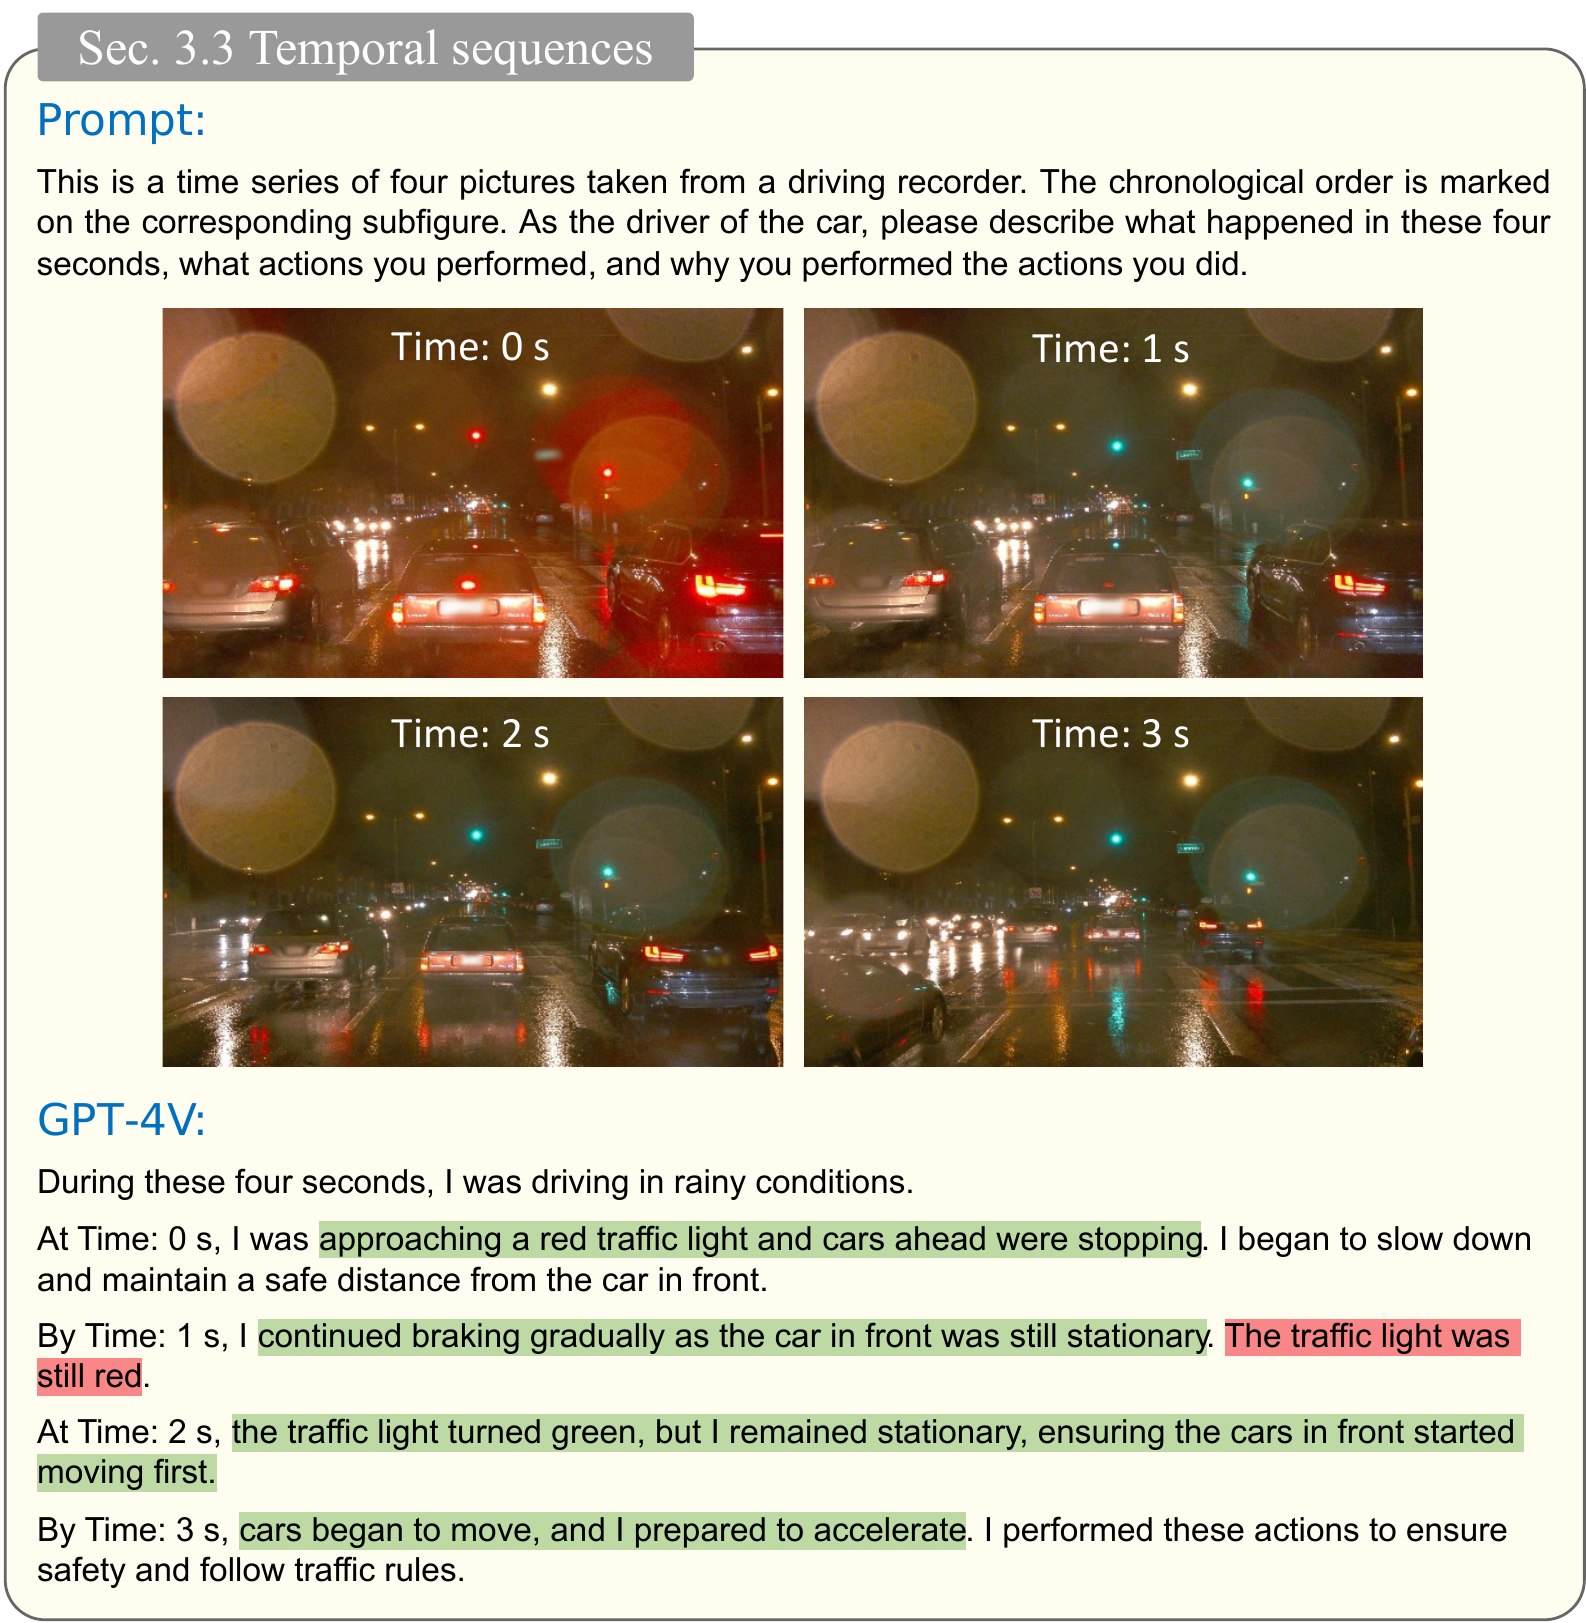 Sec. 3.3 Temporal sequences
Prompt:
This is a time series of four pictures taken from a driving recorder. The chronological order is marked
on the corresponding subfigure. As the driver of the car, please describe what happened in these four
seconds, what actions you performed, and why you performed the actions you did.
Time: 0 s
Time: 1 s
Time: 2 s
Time: 3 s
GPT-4V:
During these four seconds, I was driving in rainy conditions.
At Time: 0 s, I was approaching a red traffic light and cars ahead were stopping. I began to slow down
and maintain a safe distance from the car in front.
By Time: 1 s, I continued braking gradually as the car in front was still stationary. The traffic light was
still red.
At Time: 2 s, the traffic light turned green, but I remained stationary, ensuring the cars in front started
moving first.
By Time: 3 s, cars began to move, and I prepared to accelerate. I performed these actions to ensure
safety and follow traffic rules.